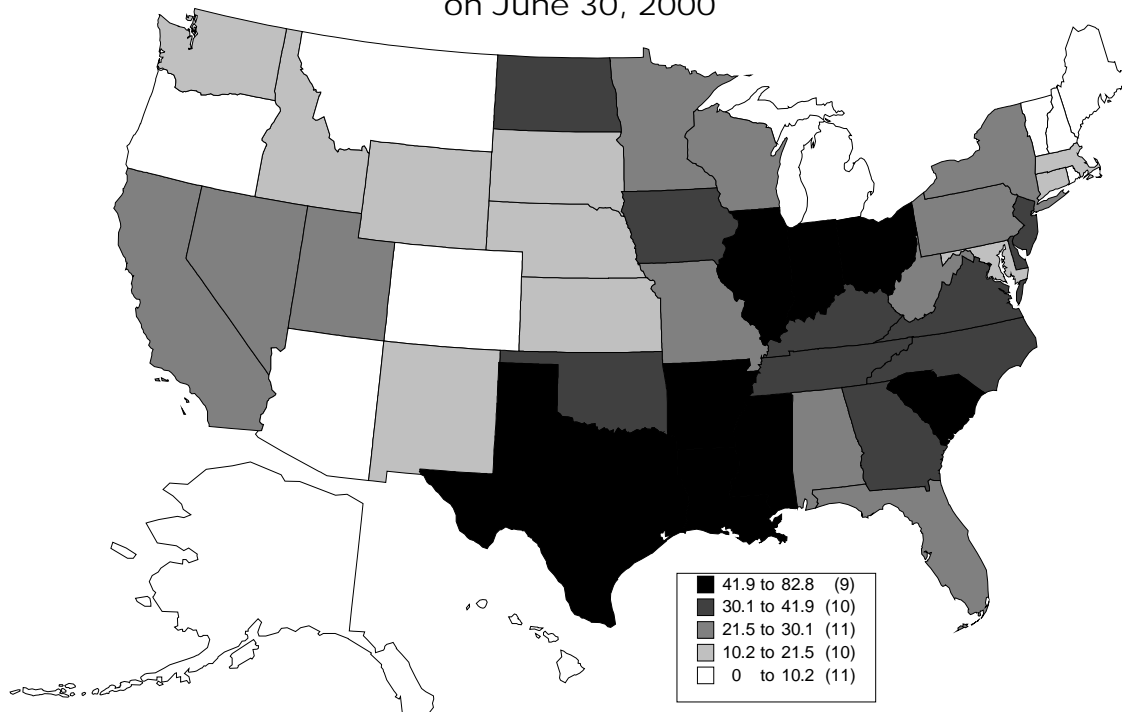 on June 30, 2000
41.9 to 82.8 (9)
30.1 to 41.9 (10)
21.5 to 30.1 (11)
10.2 to 21.5 (10)
0 to 10.2 (11)